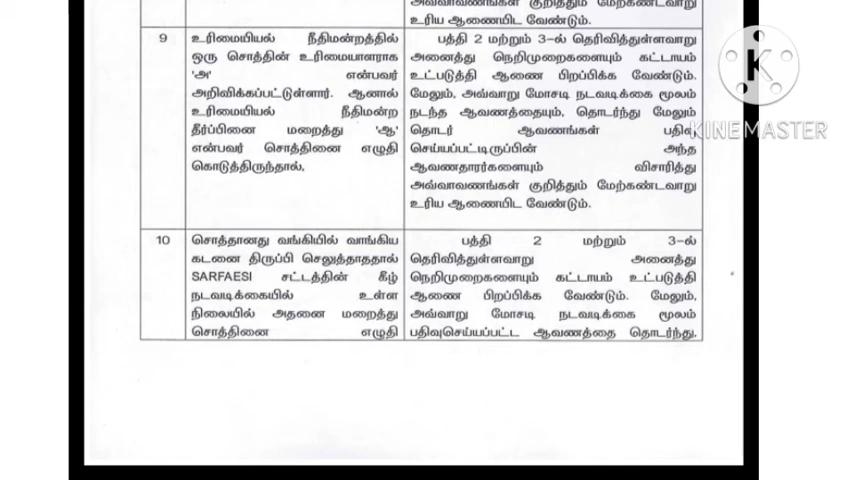 அவ்வாவணங்கள் குறித்தும் மேற்கண்டவாறு
உரிய ஆணையிட வேண்டும்.
9
உரிமையியல் நீதிமன்றத்தில்
ஒரு சொத்தின் உரிமையாளராக
'அ' என்பவர்
அறிவிக்கப்பட்டுள்ளார். ஆனால்
உரிமையியல் நீதிமன்ற
தீர்ப்பினை மறைத்து 'ஆ'
என்பவர் சொத்தினை எழுதி
கொடுத்திருந்தால்,
பத்தி 2 மற்றும் 3-ல் தெரிவித்துள்ளவாறு
அனைத்து நெறிமுறைகளையும் கட்டாயம்
உட்படுத்தி ஆணை பிறப்பிக்க வேண்டும்.
மேலும், அவ்வாறு மோசடி நடவடிக்கை மூலம்
நடந்த ஆவணத்தையும், தொடர்ந்து மேலும்
தொடர் ஆவணங்கள் பதிவு
செய்யப்பட்டிருப்பின் அந்த
ஆவணதாரர்களையும் விசாரித்து
அவ்வாவணங்கள் குறித்தும் மேற்கண்டவாறு
உரிய ஆணையிட வேண்டும்.
10
சொத்தானது வங்கியில் வாங்கிய
கடனை திருப்பி செலுத்தாததால்
SARFAESI சட்டத்தின் கீழ்
நடவடிக்கையில் உள்ள
நிலையில் அதனை மறைத்து
சொத்தினை எழுதி
பத்தி 2 மற்றும் 3-ல்
தெரிவித்துள்ளவாறு அனைத்து
நெறிமுறைகளையும் கட்டாயம் உட்படுத்தி
ஆணை பிறப்பிக்க வேண்டும். மேலும்,
அவ்வாறு மோசடி நடவடிக்கை மூலம்
பதிவுசெய்யப்பட்ட ஆவணத்தை தொடர்ந்து,
K
KINEMASTER